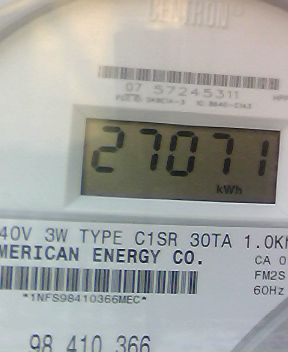 CENTRON
07 57245311
27071
kWh
40V 3W TYPE C1SR 30TA 1.0K
MERICAN ENERGY CO.
CA 0
FM2S
60Hz
*1NFS98410366MEC*
98 410 366